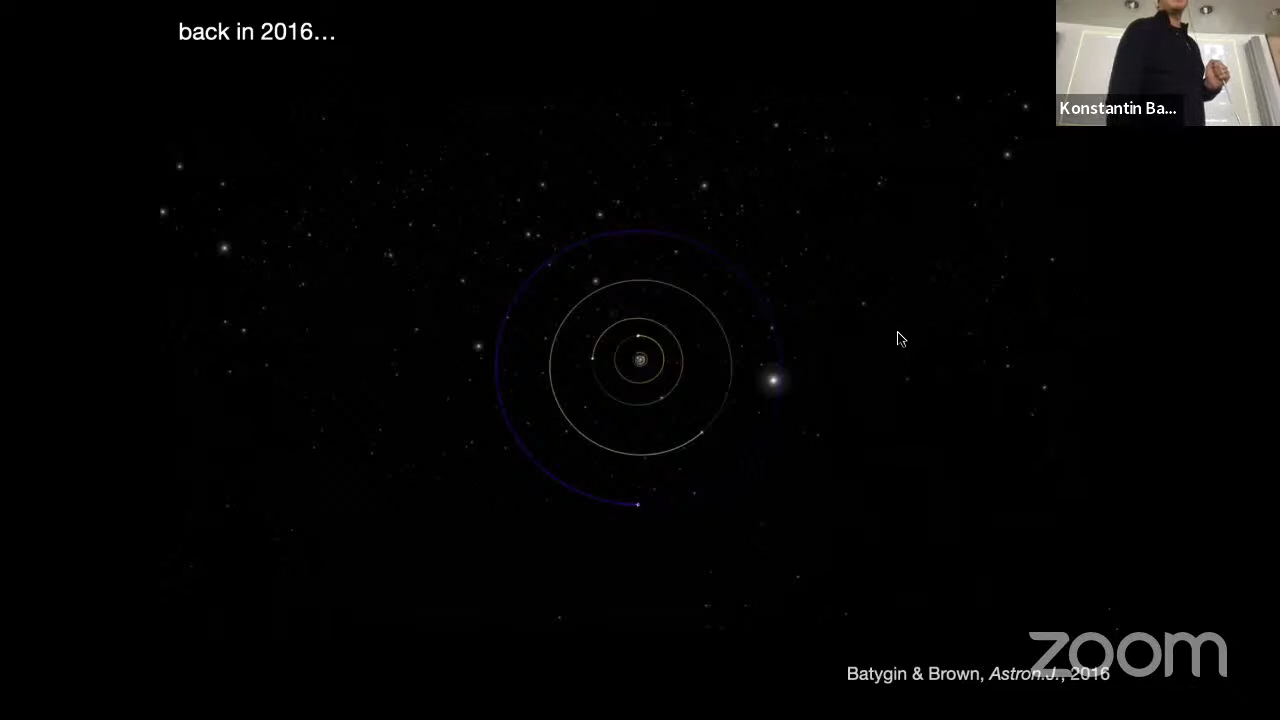 back in 2016…
Konstantin Ba...
zoom
Batygin & Brown, Astron.J., 2016